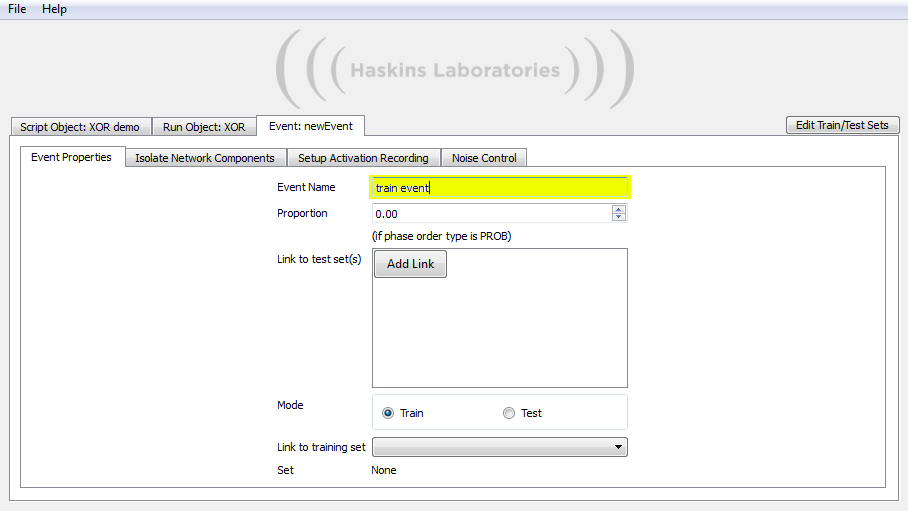 File Help
(((Haskins Laboratories)))
Script Object: XOR demo Run Object: XOR Event: newEvent Edit Train/Test Sets
Event Properties Isolate Network Components Setup Activation Recording Noise Control
Event Name train event
Proportion 0.00
(if phase order type is PROB)
Link to test set(s) Add Link
Mode Train Test
Link to training set
Set None